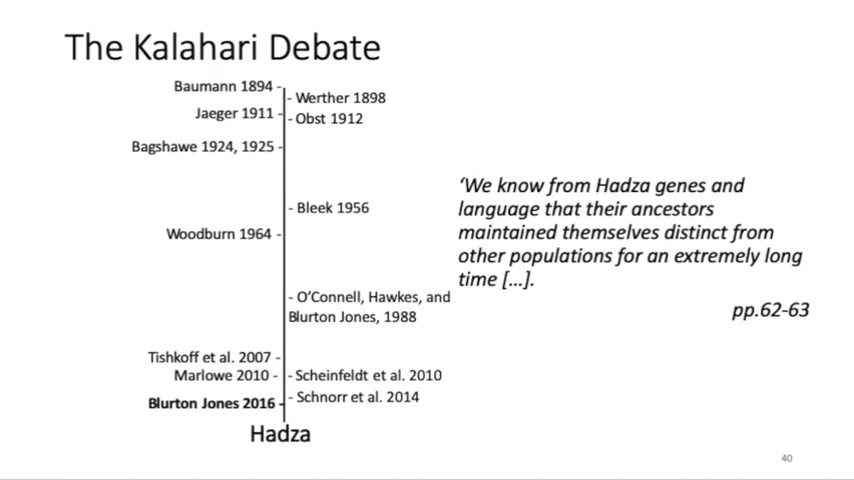 The Kalahari Debate
Baumann 1894 -
- Werther 1898
Jaeger 1911 -
- Obst 1912
Bagshawe 1924, 1925 -
- Bleek 1956
Woodburn 1964 -
- O’Connell, Hawkes, and
Blurton Jones, 1988
Tishkoff et al. 2007 -
Marlowe 2010 -
- Scheinfeldt et al. 2010
- Schnorr et al. 2014
Blurton Jones 2016 -
Hadza
‘We know from Hadza genes and
language that their ancestors
maintained themselves distinct from
other populations for an extremely long
time […].
pp.62-63
40